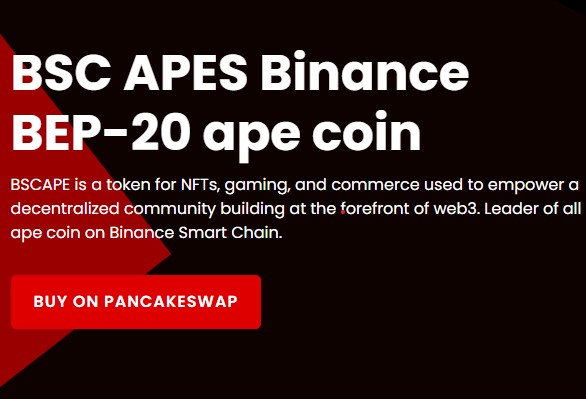 BSC APES Binance
BEP-20 ape coin
BSCAPE is a token for NFTs, gaming, and commerce used to empower a
decentralized community building at the forefront of web3. Leader of all
ape coin on Binance Smart Chain.
BUY ON PANCAKESWAP